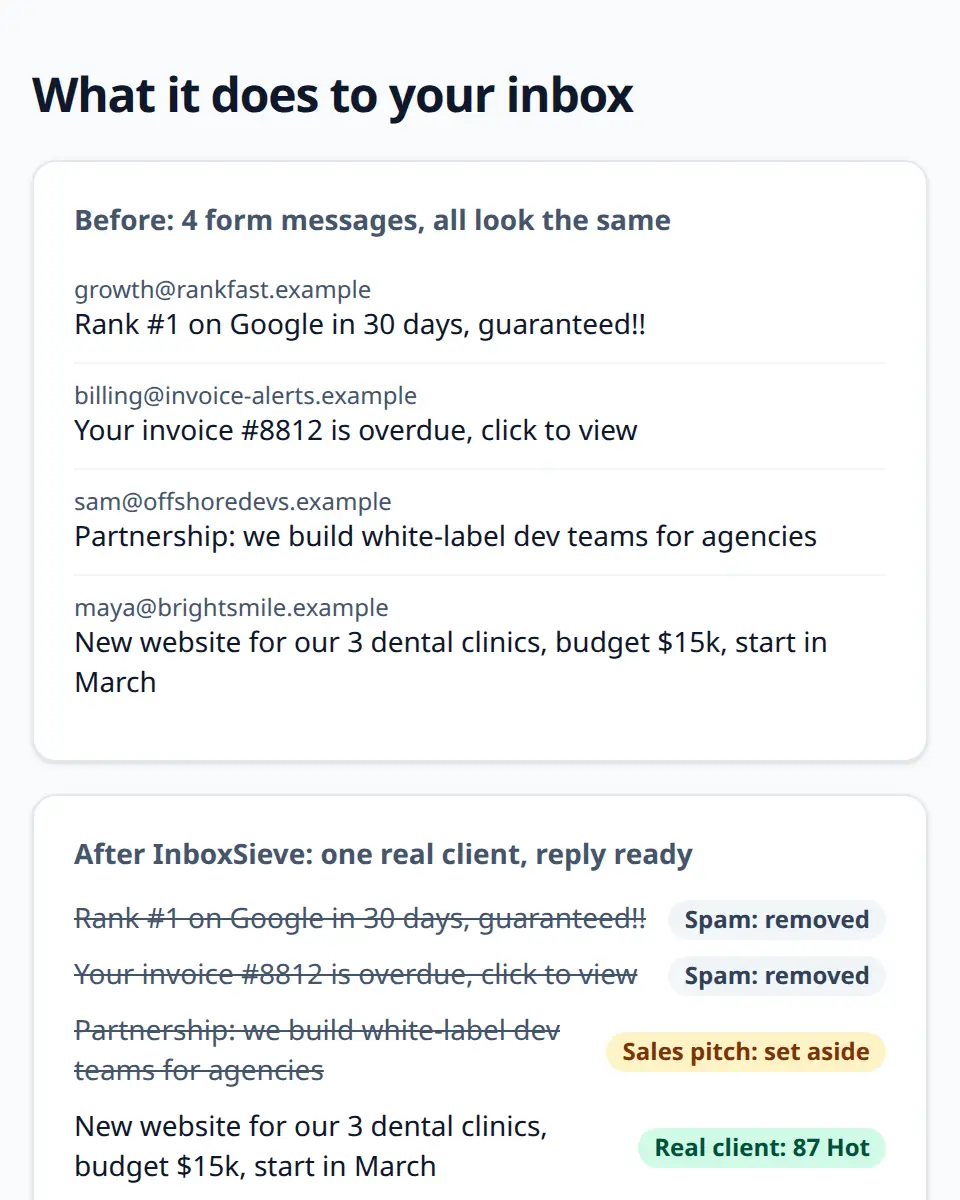 What it does to your inbox
Before: 4 form messages, all look the same
growth@rankfast.example
Rank #1 on Google in 30 days, guaranteed!!
billing@invoice-alerts.example
Your invoice #8812 is overdue, click to view
sam@offshoredevs.example
Partnership: we build white-label dev teams for agencies
maya@brightsmile.example
New website for our 3 dental clinics, budget $15k, start in
March
After InboxSieve: one real client, reply ready
Rank #1 on Google in 30 days, guaranteed!! Spam: removed
Your invoice #8812 is overdue, click to view Spam: removed
Partnership: we build white-label dev
teams for agencies
Sales pitch: set aside
New website for our 3 dental clinics,
budget $15k, start in March
Real client: 87 Hot